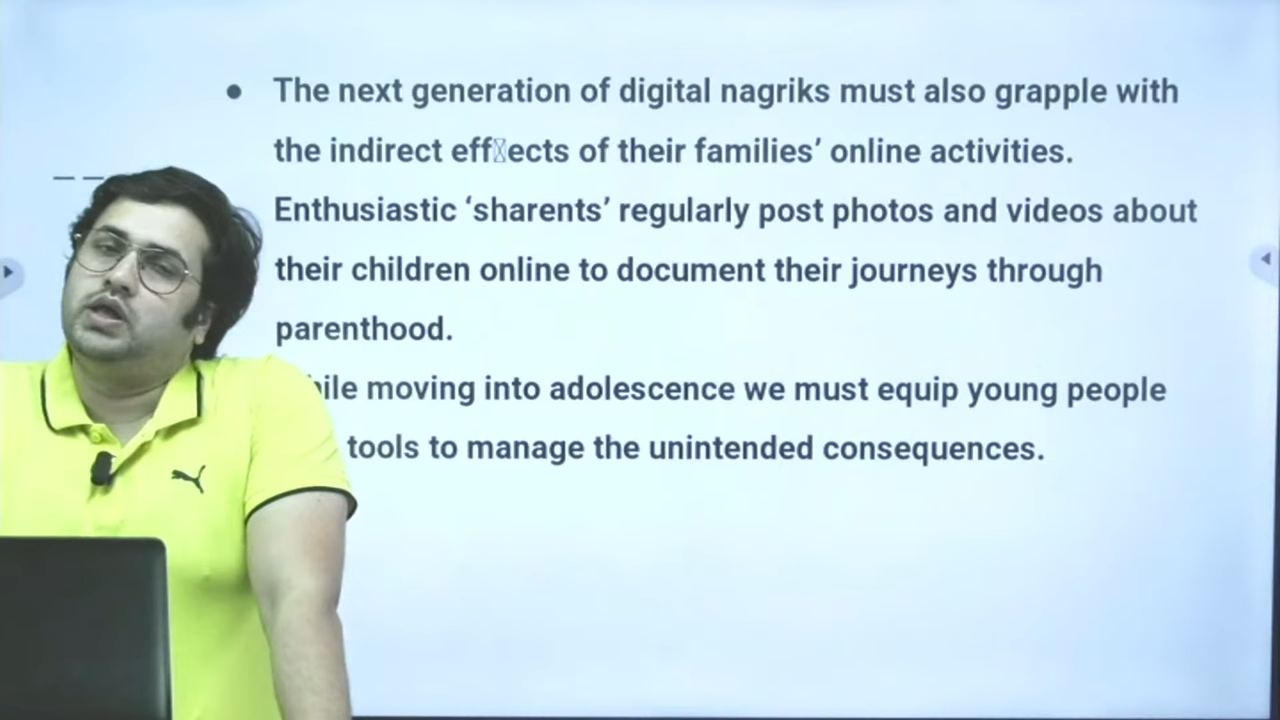 ● The next generation of digital nagriks must also grapple with
the indirect eff▯ects of their families’ online activities.
Enthusiastic ‘sharents’ regularly post photos and videos about
their children online to document their journeys through
parenthood.
moving into adolescence we must equip young people
tools to manage the unintended consequences.